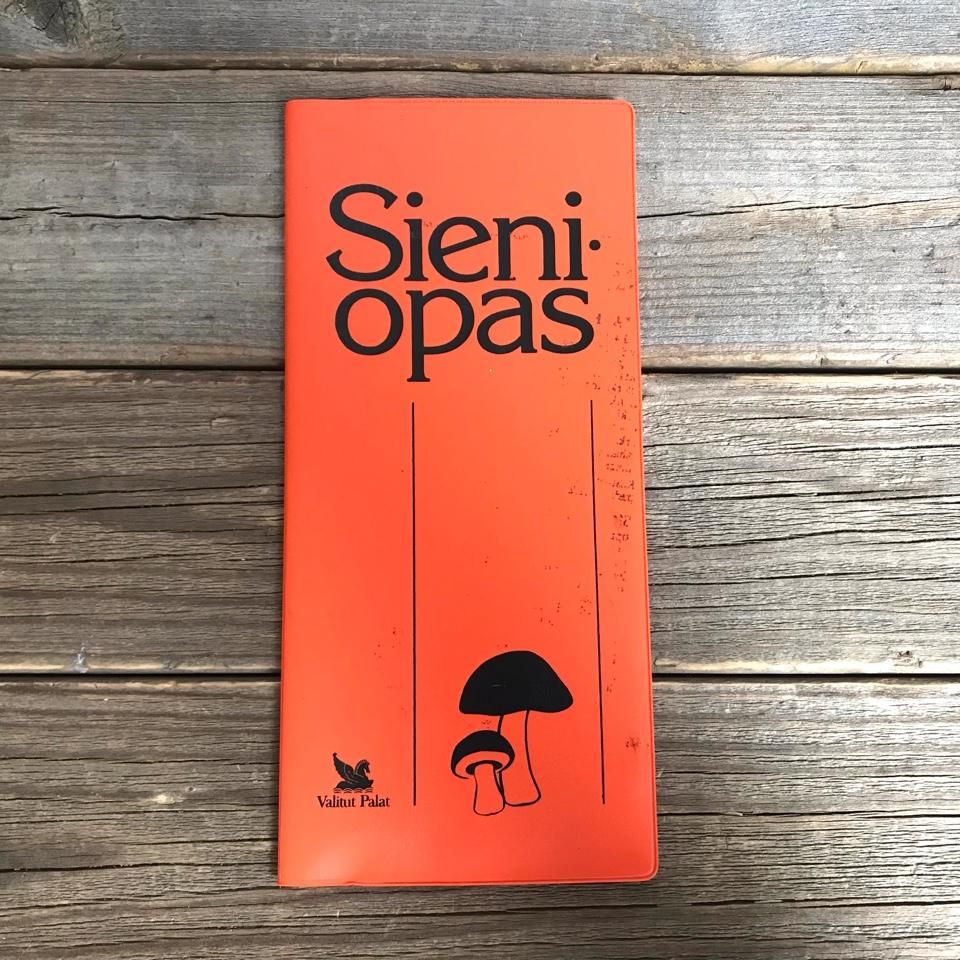 Sieni·
opas
Valitut Palat